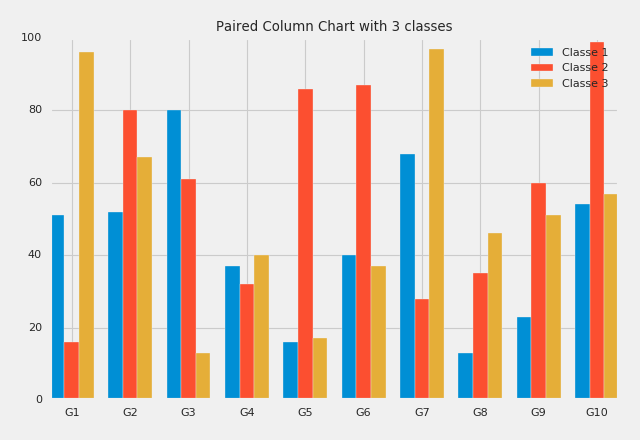 Paired Column Chart with 3 classes
100
80
60
40
20
0
Classe 1
Classe 2
Classe 3
G1 G2 G3 G4 G5 G6 G7 G8 G9 G10